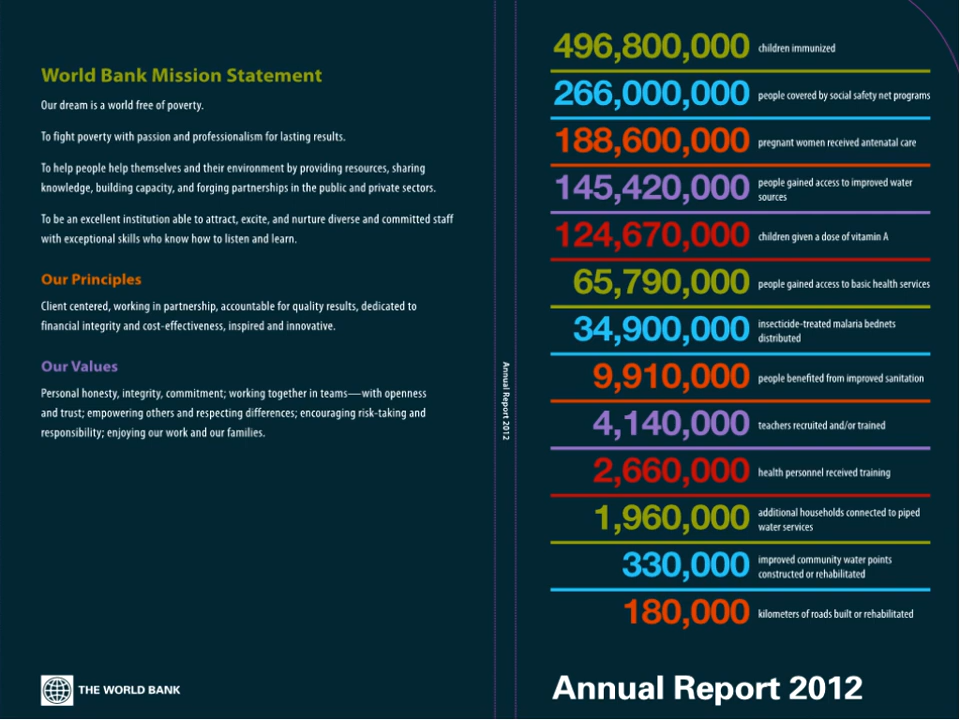 World Bank Mission Statement
Our dream is a world free of poverty.
To fight poverty with passion and professionalism for lasting results.
To help people help themselves and their environment by providing resources, sharing
knowledge, building capacity, and forging partnerships in the public and private sectors.
To be an excellent institution able to attract, excite, and nurture diverse and committed staff
with exceptional skills who know how to listen and learn.
Our Principles
Client centered, working in partnership, accountable for quality results, dedicated to
financial integrity and cost-effectiveness, inspired and innovative.
Our Values
Personal honesty, integrity, commitment; working together in teams—with openness
and trust; empowering others and respecting differences; encouraging risk-taking and
responsibility; enjoying our work and our families.
THE WORLD BANK
Annual Report 2012
496,800,000 children immunized
266,000,000 people covered by social safety net programs
188,600,000 pregnant women received antenatal care
145,420,000 people gained access to improved water
sources
124,670,000 children given a dose of vitamin A
65,790,000 people gained access to basic health services
34,900,000 insecticide-treated malaria bednets
distributed
9,910,000 people benefited from improved sanitation
4,140,000 teachers recruited and/or trained
2,660,000 health personnel received training
1,960,000 additional households connected to piped
water services
330,000 improved community water points
constructed or rehabilitated
180,000 kilometers of roads built or rehabilitated
Annual Report 2012